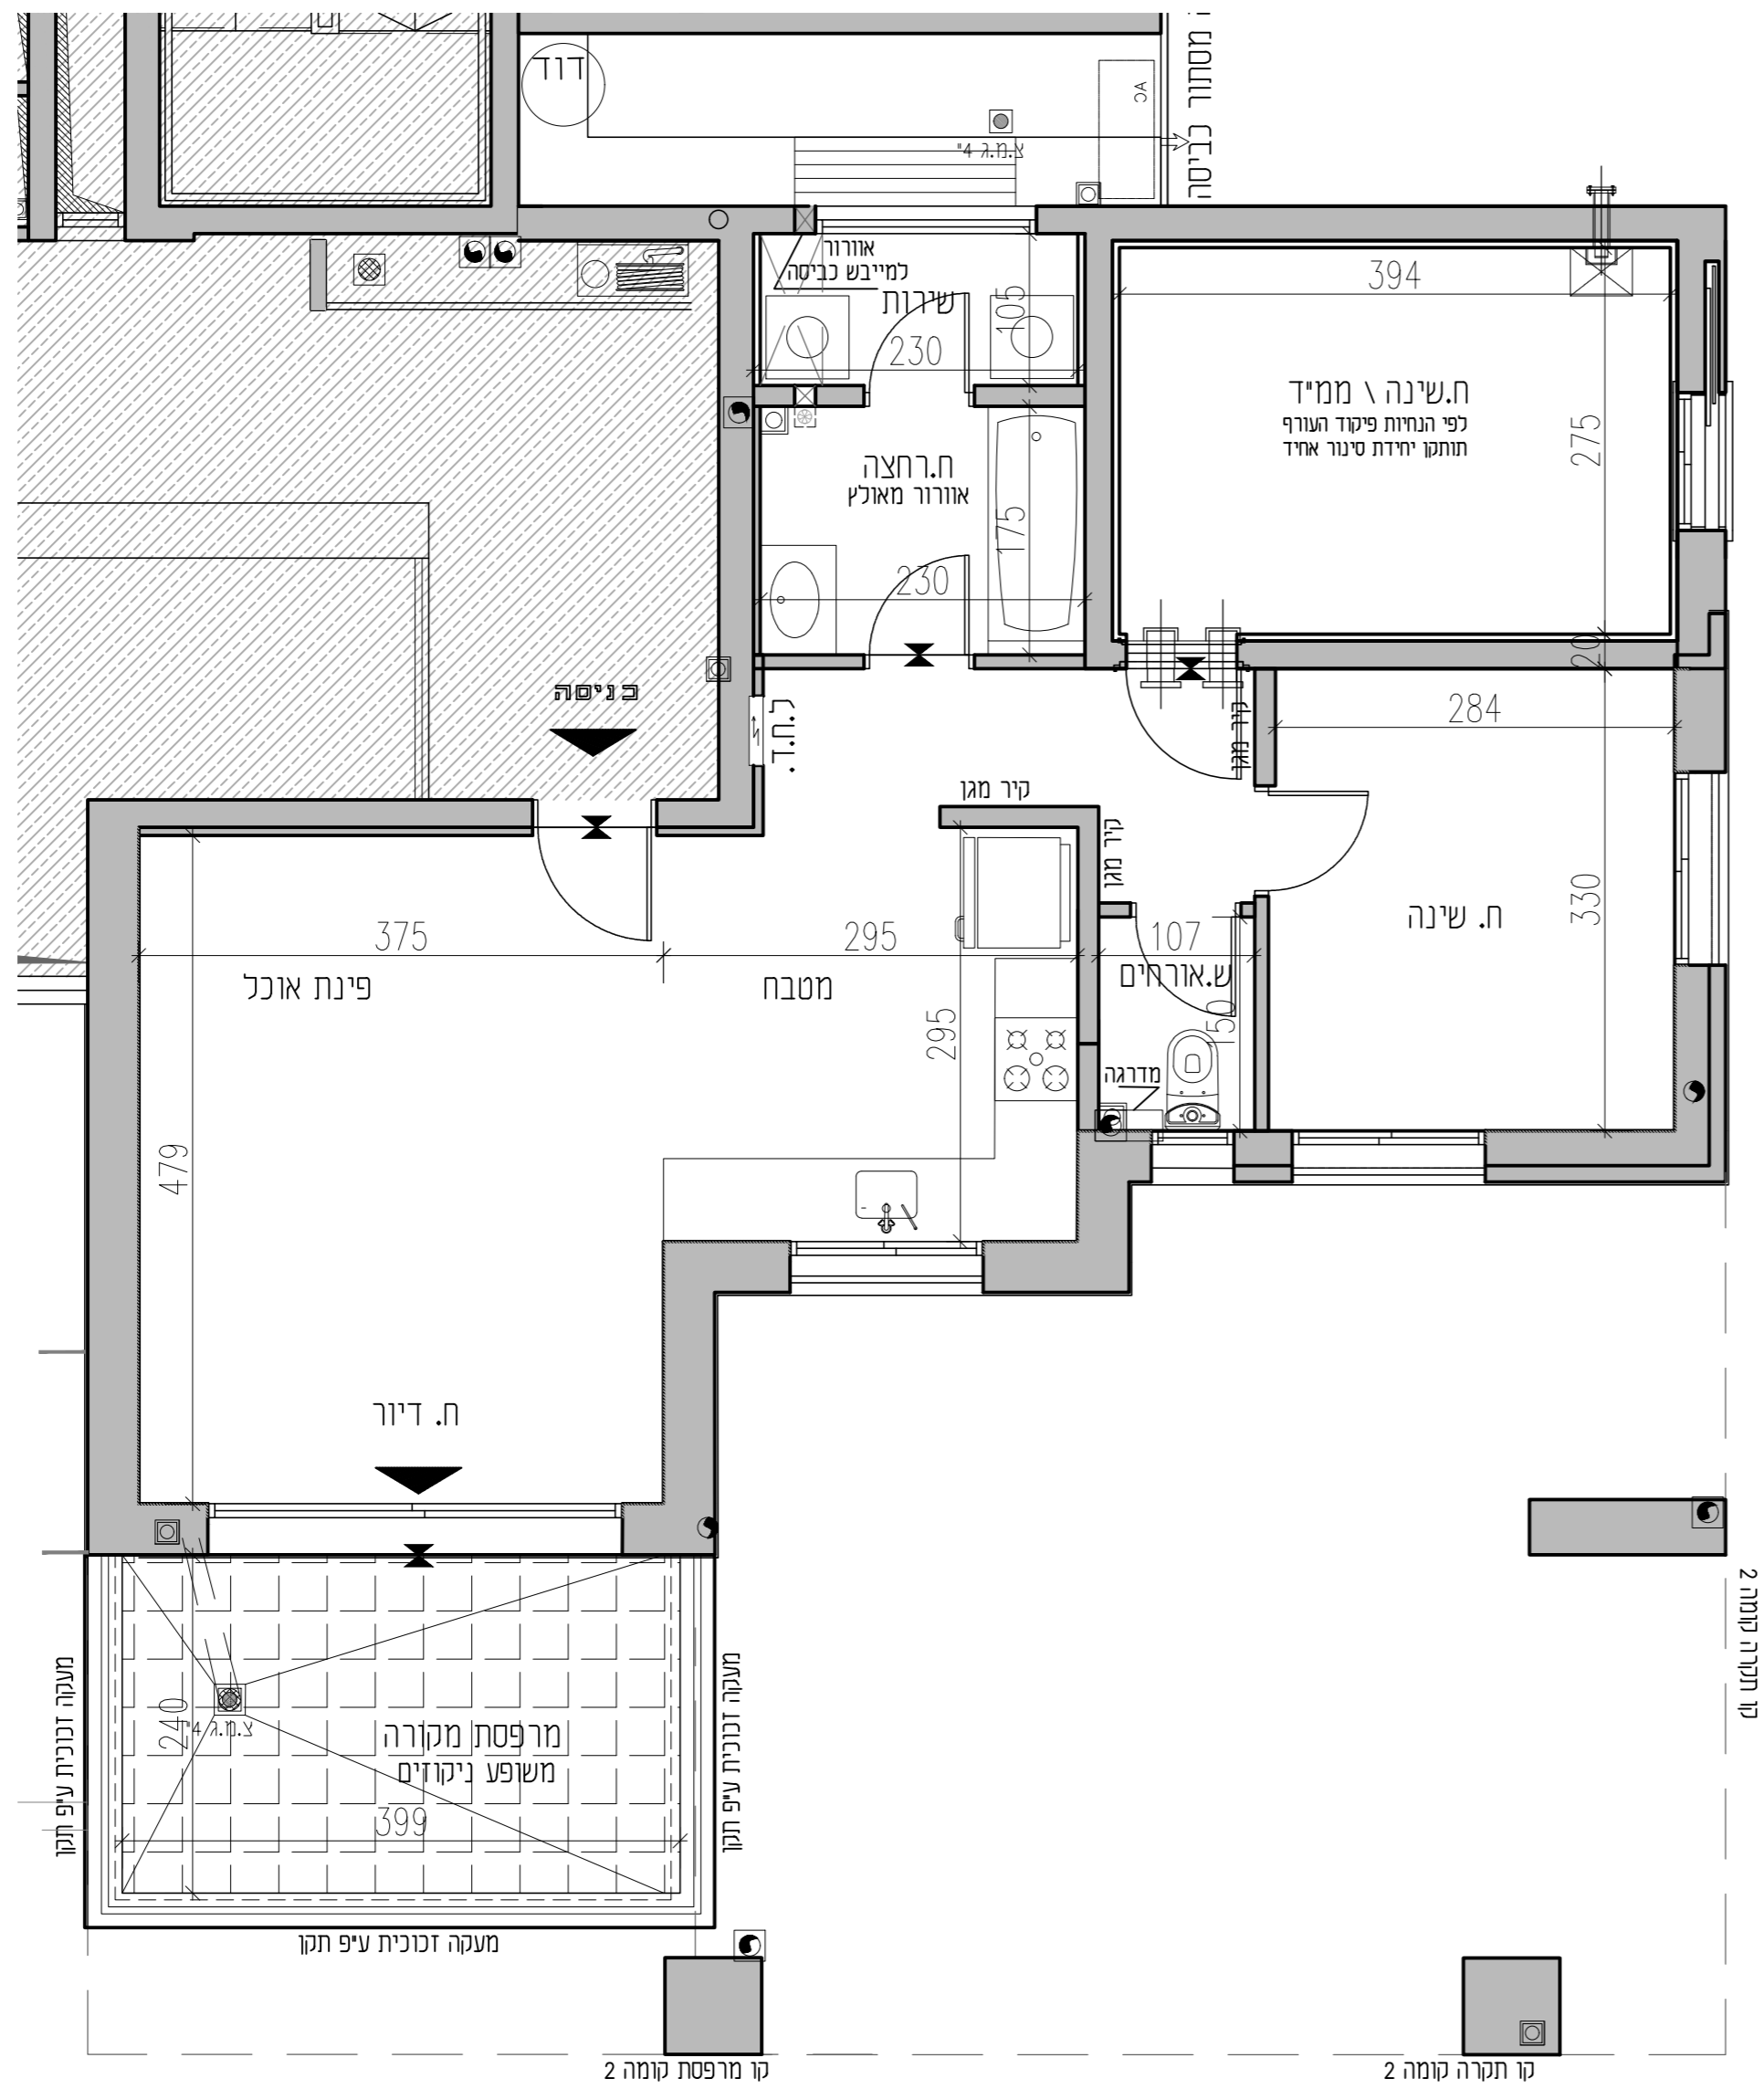 דוד
AC
מסתור כביסה
צ.מ.ג 4"
אוורור
למייבש כביסה
שירות
105
230
394
ח.שינה \ ממ"ד
לפי הנחיות פיקוד העורף
תותקן יחידת סינור אחיד
275
ח.רחצה
אוורור מאולץ
175
230
20
כניסה
ל.ח.ד.
קיר מגן
284
קיר מגן
קיר מגן
330
ח. שינה
375
295
107
פינת אוכל
מטבח
ש.אורחים
295
150
מדרגה
479
ח. דיור
קו תקרה קומה 2
מעקה זכוכית ע"פ תקן
מעקה זכוכית ע"פ תקן
240
צ.מ.ג 4"
מרפסת מקורה
משופע ניקוזים
399
מעקה זכוכית ע"פ תקן
קו מרפסת קומה 2
קו תקרה קומה 2